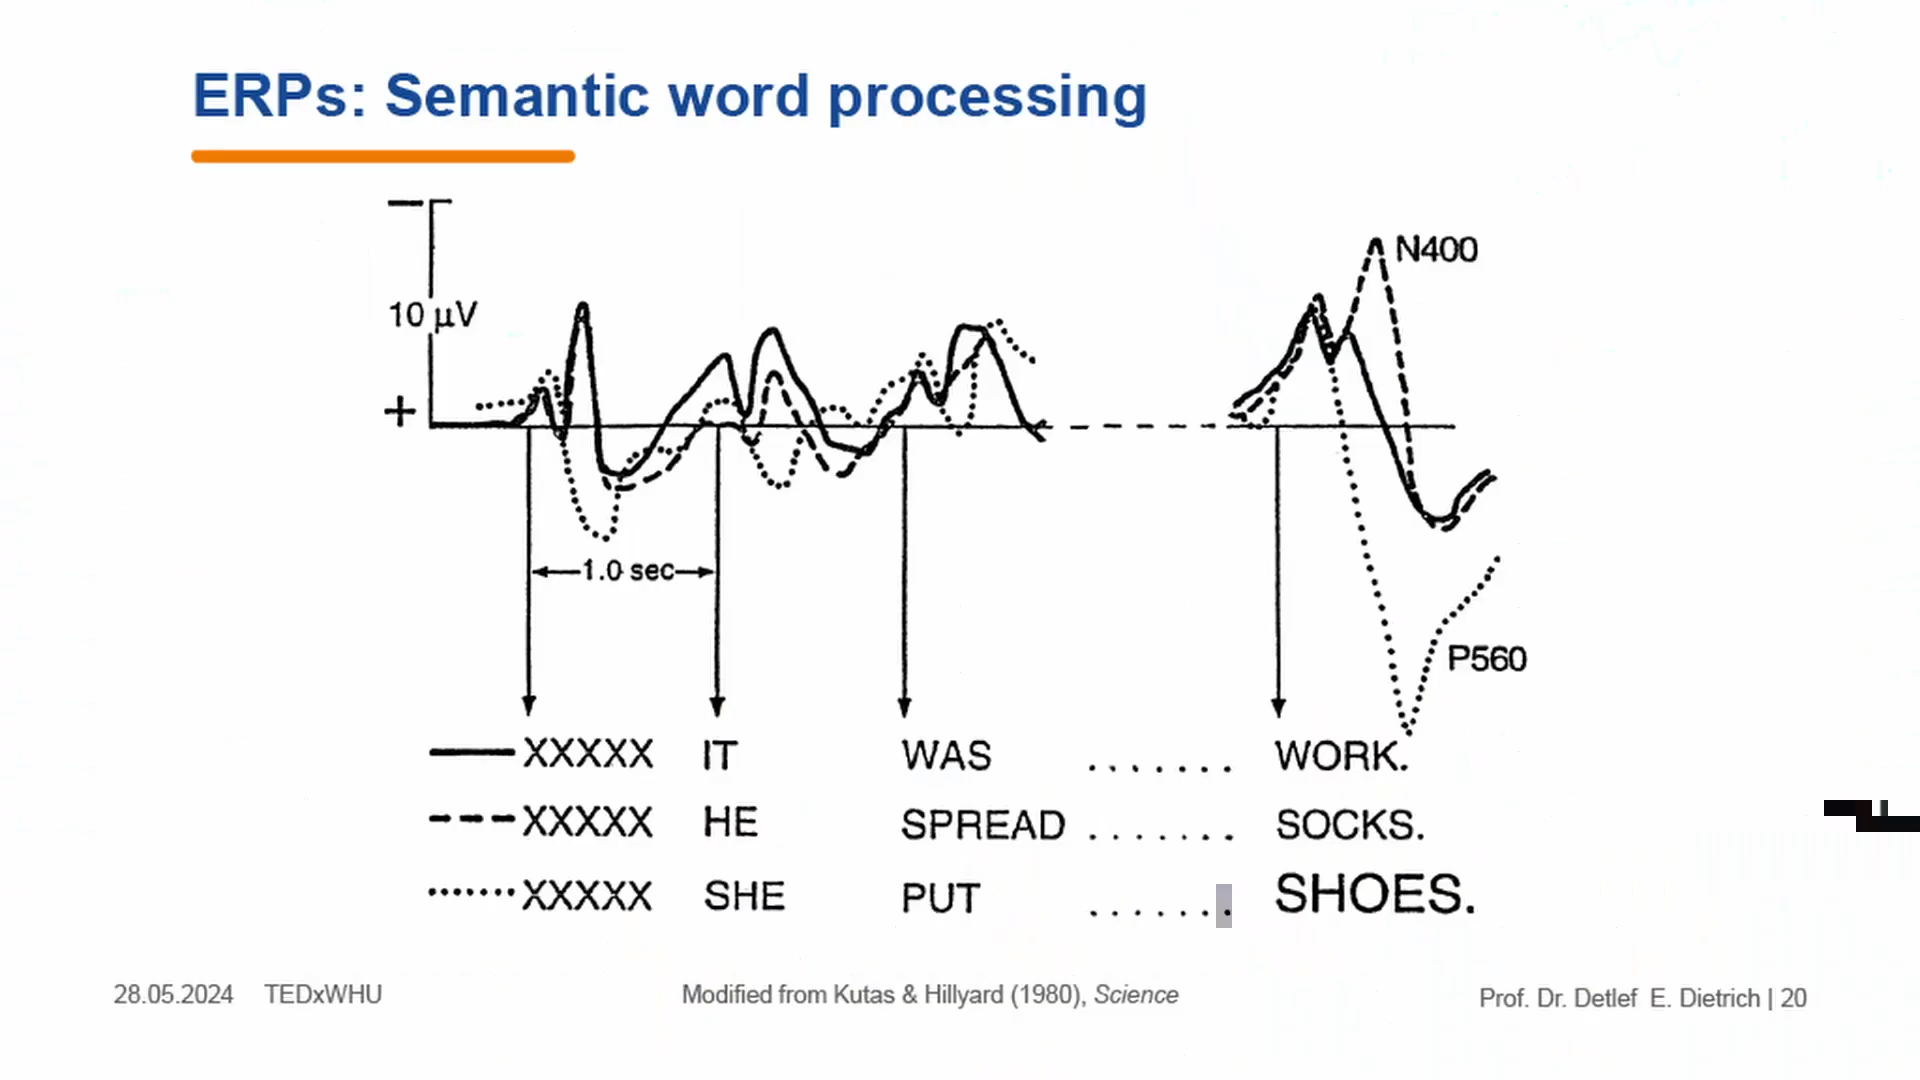 ERPs: Semantic word processing
−
N400
10 µV
+
1.0 sec
P560
XXXXX IT WAS ....... WORK.
XXXXX HE SPREAD ....... SOCKS.
XXXXX SHE PUT ....... SHOES.
28.05.2024 TEDxWHU Modified from Kutas & Hillyard (1980), Science Prof. Dr. Detlef E. Dietrich | 20